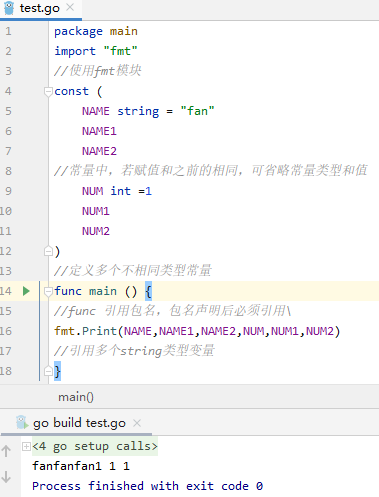 test.go
1 package main
2 import "fmt"
3 //使用fmt模块
4 const (
5 NAME string = "fan"
6 NAME1
7 NAME2
8 //常量中，若赋值和之前的相同，可省略常量类型和值
9 NUM int =1
10 NUM1
11 NUM2
12 )
13 //定义多个不相同类型常量
14 func main () {
15 //func 引用包名，包名声明后必须引用\
16 fmt.Print(NAME,NAME1,NAME2,NUM,NUM1,NUM2)
17 //引用多个string类型变量
18 }
main()
go build test.go
<4 go setup calls>
fanfanfan1 1 1
Process finished with exit code 0